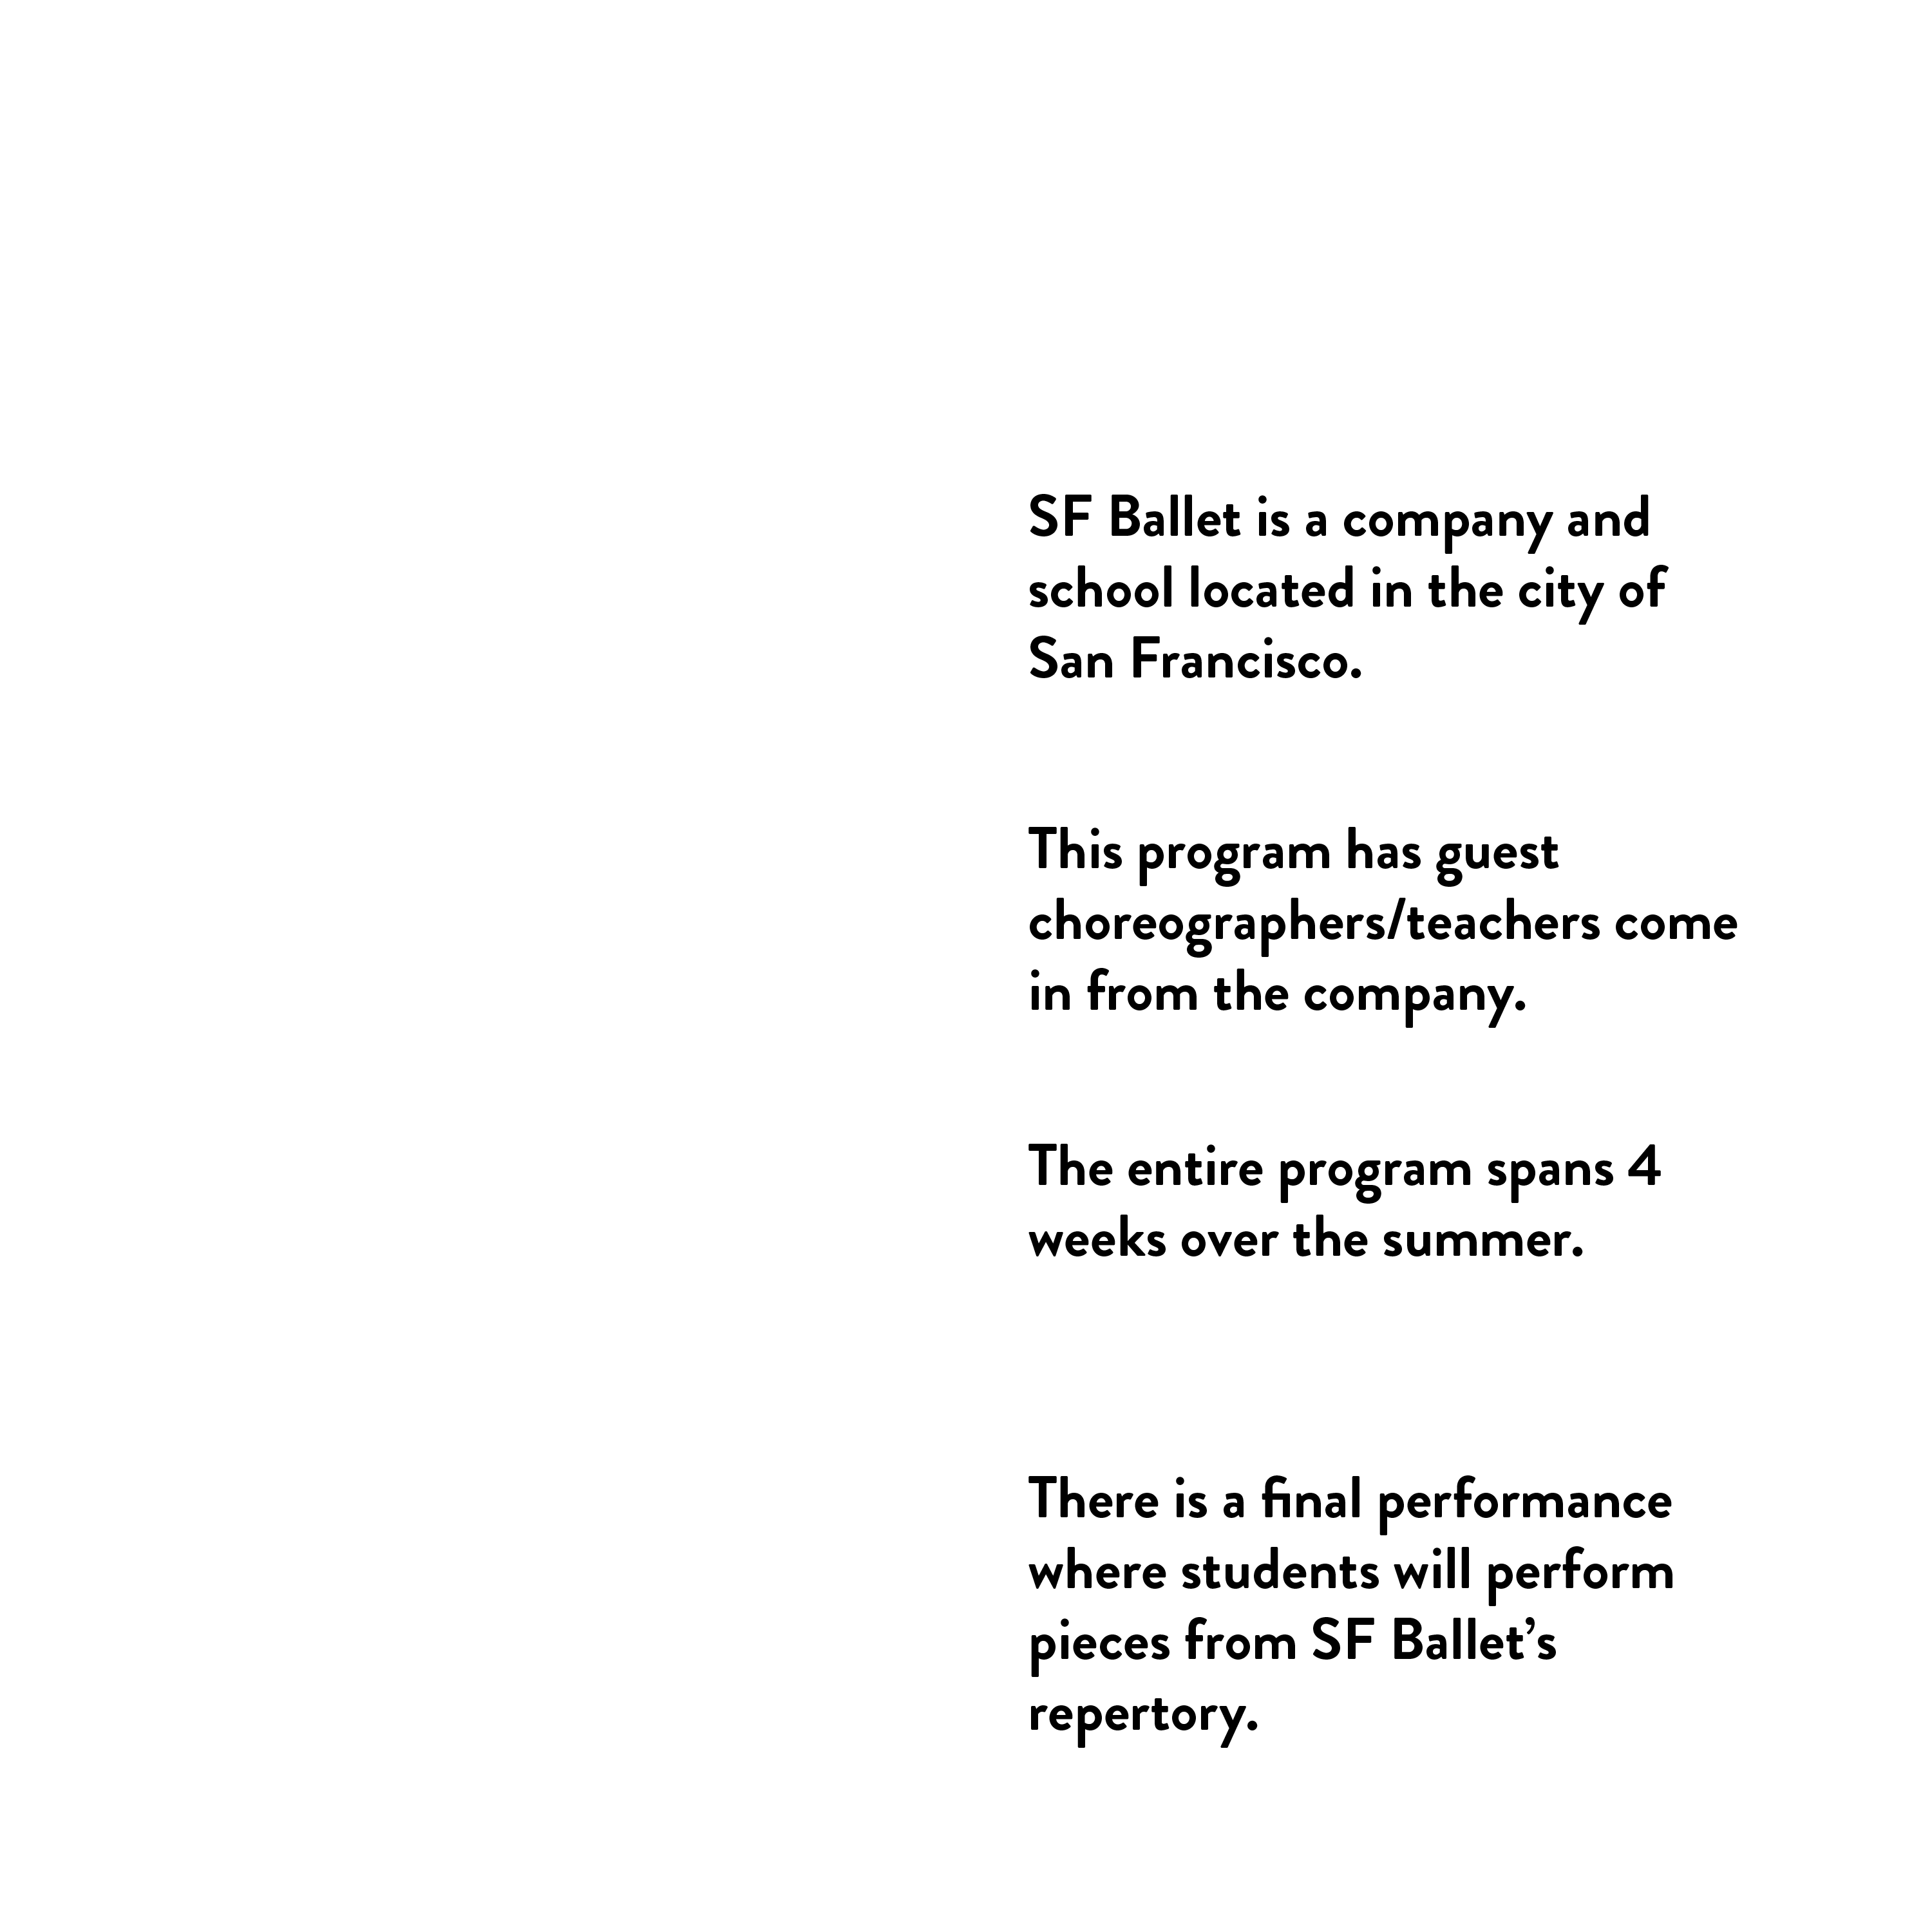 SF Ballet is a company and
school located in the city of
San Francisco.
This program has guest
choreographers/teachers come
in from the company.
The entire program spans 4
weeks over the summer.
There is a final performance
where students will perform
pieces from SF Ballet’s
repertory.